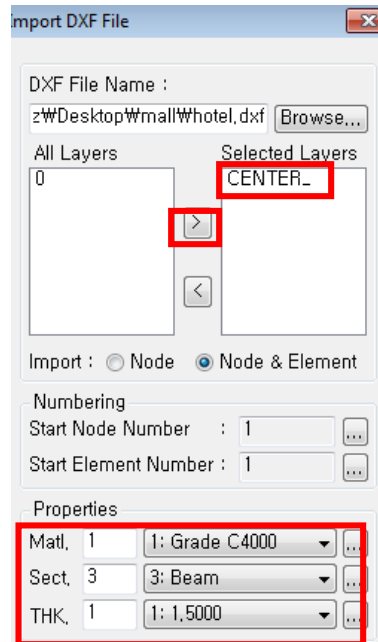 Import DXF File
DXF File Name :
z₩Desktop₩mall₩hotel,dxf Browse,,,
All Layers Selected Layers
0 CENTER_
>
<
Import : Node Node & Element
Numbering
Start Node Number : 1 ...
Start Element Number : 1 ...
Properties
Matl, 1 1: Grade C4000 ...
Sect, 3 3: Beam ...
THK, 1 1: 1,5000 ...